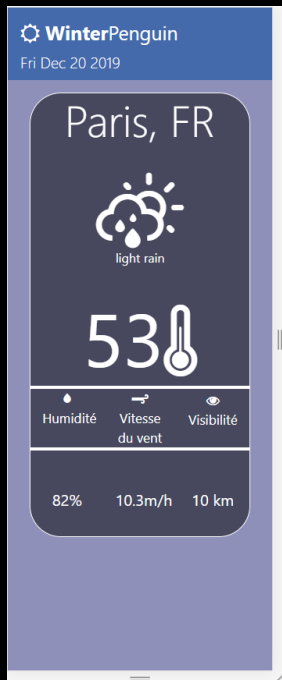 WinterPenguin
Fri Dec 20 2019
Paris, FR
light rain
53
Humidité
Vitesse
du vent
Visibilité
82%
10.3m/h
10 km